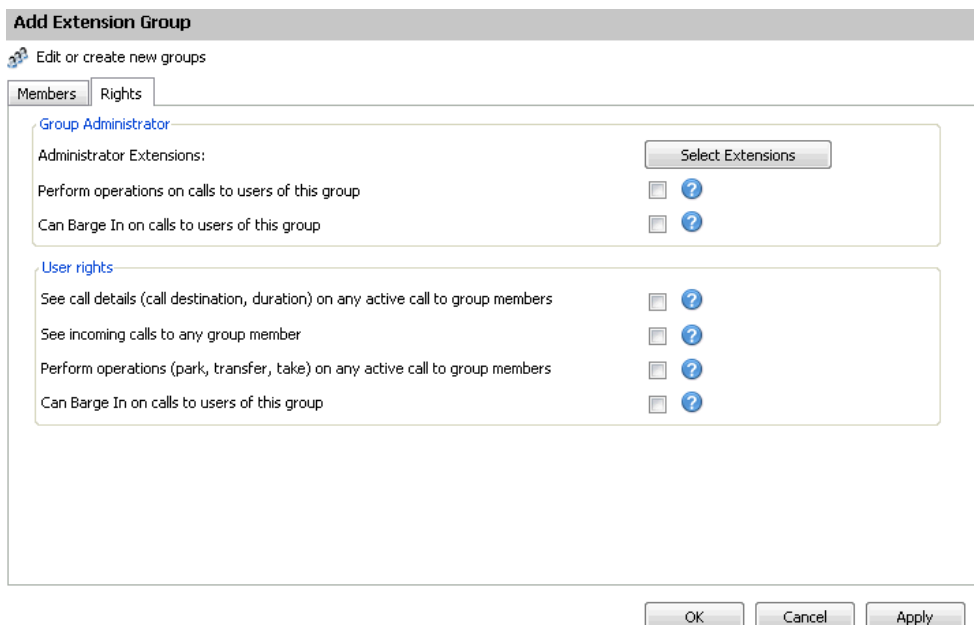 Add Extension Group
Edit or create new groups
Members Rights
Group Administrator
Administrator Extensions: Select Extensions
Perform operations on calls to users of this group ?
Can Barge In on calls to users of this group ?
User rights
See call details (call destination, duration) on any active call to group members ?
See incoming calls to any group member ?
Perform operations (park, transfer, take) on any active call to group members ?
Can Barge In on calls to users of this group ?
OK Cancel Apply